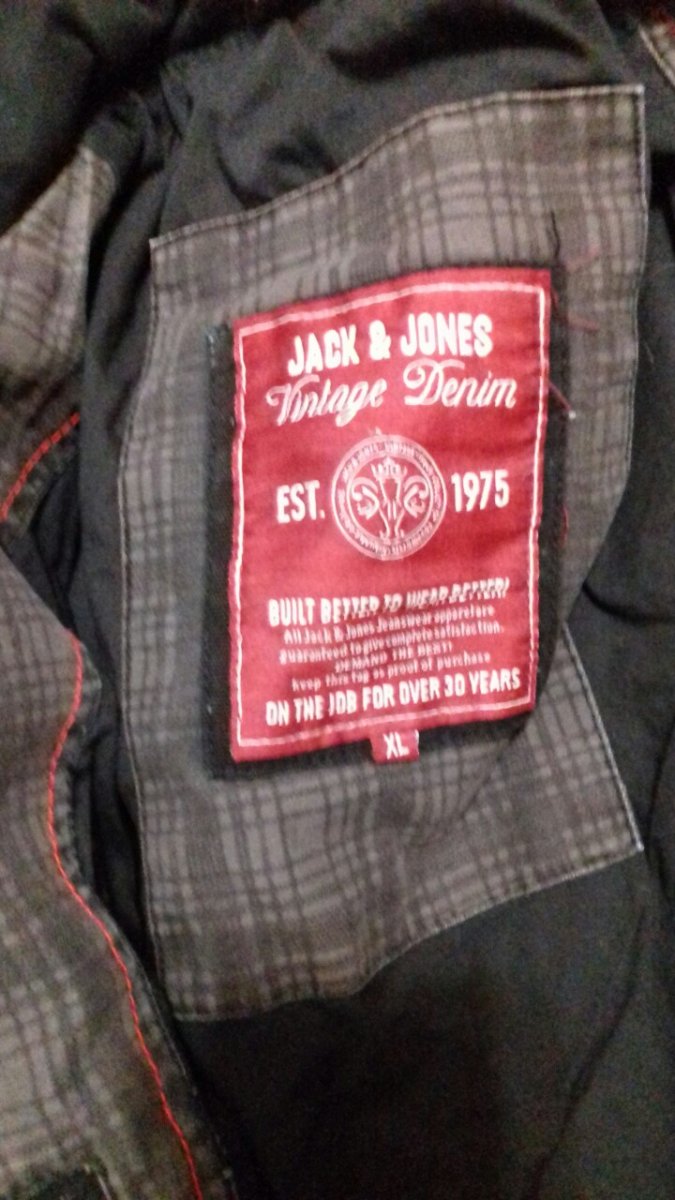 JACK & JONES
Vintage Denim
EST. 1975
BUILT BETTER TO WEAR BETTER!
All Jack & Jones Jeanswear apparel are
guaranteed to give complete satisfaction.
DEMAND THE BEST!
keep this tag as proof of purchase
ON THE JOB FOR OVER 30 YEARS
XL